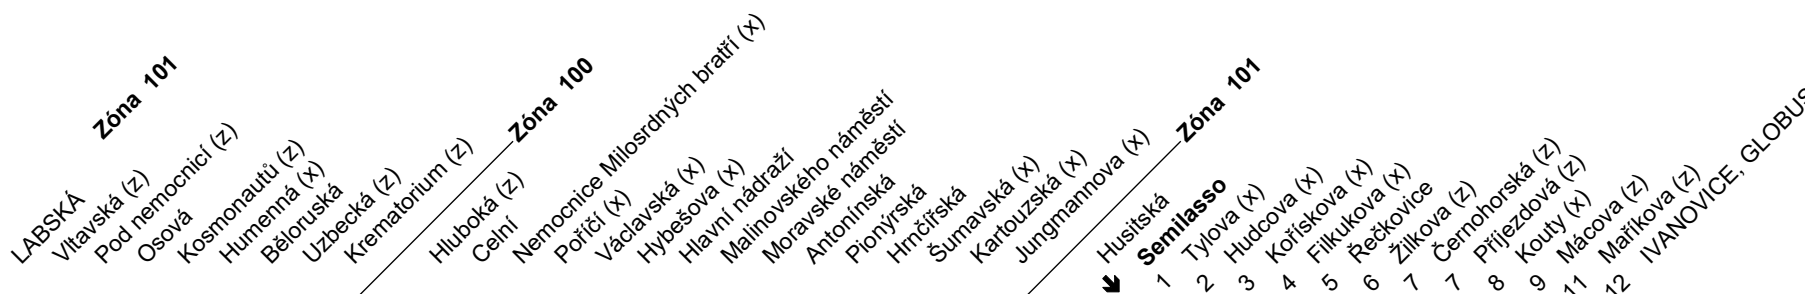 Zóna 101
LABSKÁ
Vltavská (z)
Pod nemocnicí (z)
Osová
Kosmonautů (z)
Humenná (x)
Běloruská
Uzbecká (z)
Krematorium (z)
Zóna 100
Hluboká (z)
Celní
Nemocnice Milosrdných bratří (x)
Poříčí (x)
Václavská (x)
Hybešova (x)
Hlavní nádraží
Malinovského náměstí
Moravské náměstí
Antonínská
Pionýrská
Hrnčířská
Šumavská (x)
Kartouzská (x)
Jungmannova (x)
Zóna 101
Husitská
Semilasso
1 Tylova (x)
2 Hudcova (x)
3 Kořískova (x)
4 Filkukova (x)
5 Řečkovice
6 Žilkova (z)
7 Černohorská (z)
7 Příjezdová (z)
8 Kouty (x)
9 Mácova (z)
11 Maříkova (z)
12 IVANOVICE, GLOBUS